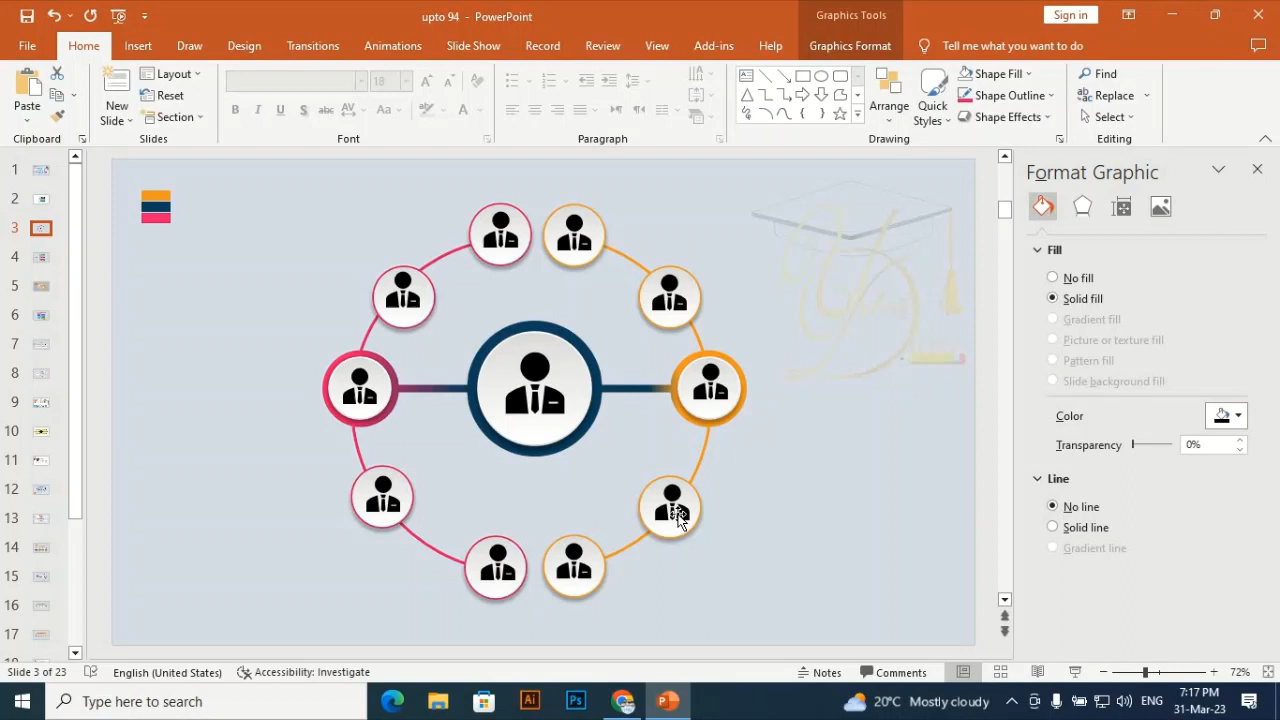 upto 94 - PowerPoint
Graphics Tools
Sign in
File Home Insert Draw Design Transitions Animations Slide Show Record Review View Add-ins Help Graphics Format Tell me what you want to do
Paste
New
Slide
Layout
Reset
Section
18
Arrange
Quick
Styles
Shape Fill
Shape Outline
Shape Effects
Find
Replace
Select
Clipboard Slides Font Paragraph Drawing Editing
1
2
3
4
5
6
7
8
9
10
11
12
13
14
15
16
17
Format Graphic
Fill
No fill
Solid fill
Gradient fill
Picture or texture fill
Pattern fill
Slide background fill
Color
Transparency 0%
Line
No line
Solid line
Gradient line
Slide 3 of 23 English (United States) Accessibility: Investigate Notes Comments 72%
Type here to search
Ai
Ps
20°C Mostly cloudy
ENG
7:17 PM
31-Mar-23